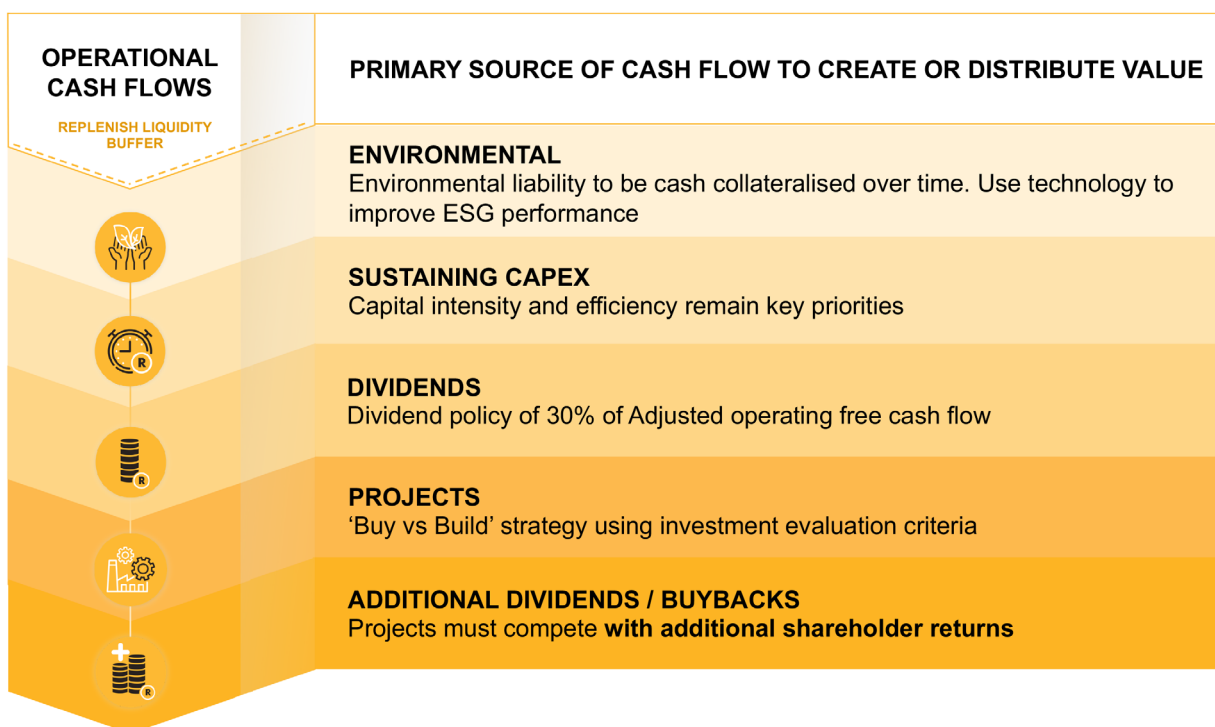 OPERATIONAL
CASH FLOWS
REPLENISH LIQUIDITY
BUFFER
PRIMARY SOURCE OF CASH FLOW TO CREATE OR DISTRIBUTE VALUE
ENVIRONMENTAL
Environmental liability to be cash collateralised over time. Use technology to
improve ESG performance
SUSTAINING CAPEX
Capital intensity and efficiency remain key priorities
R
DIVIDENDS
Dividend policy of 30% of Adjusted operating free cash flow
R
PROJECTS
‘Buy vs Build’ strategy using investment evaluation criteria
ADDITIONAL DIVIDENDS / BUYBACKS
Projects must compete with additional shareholder returns
R